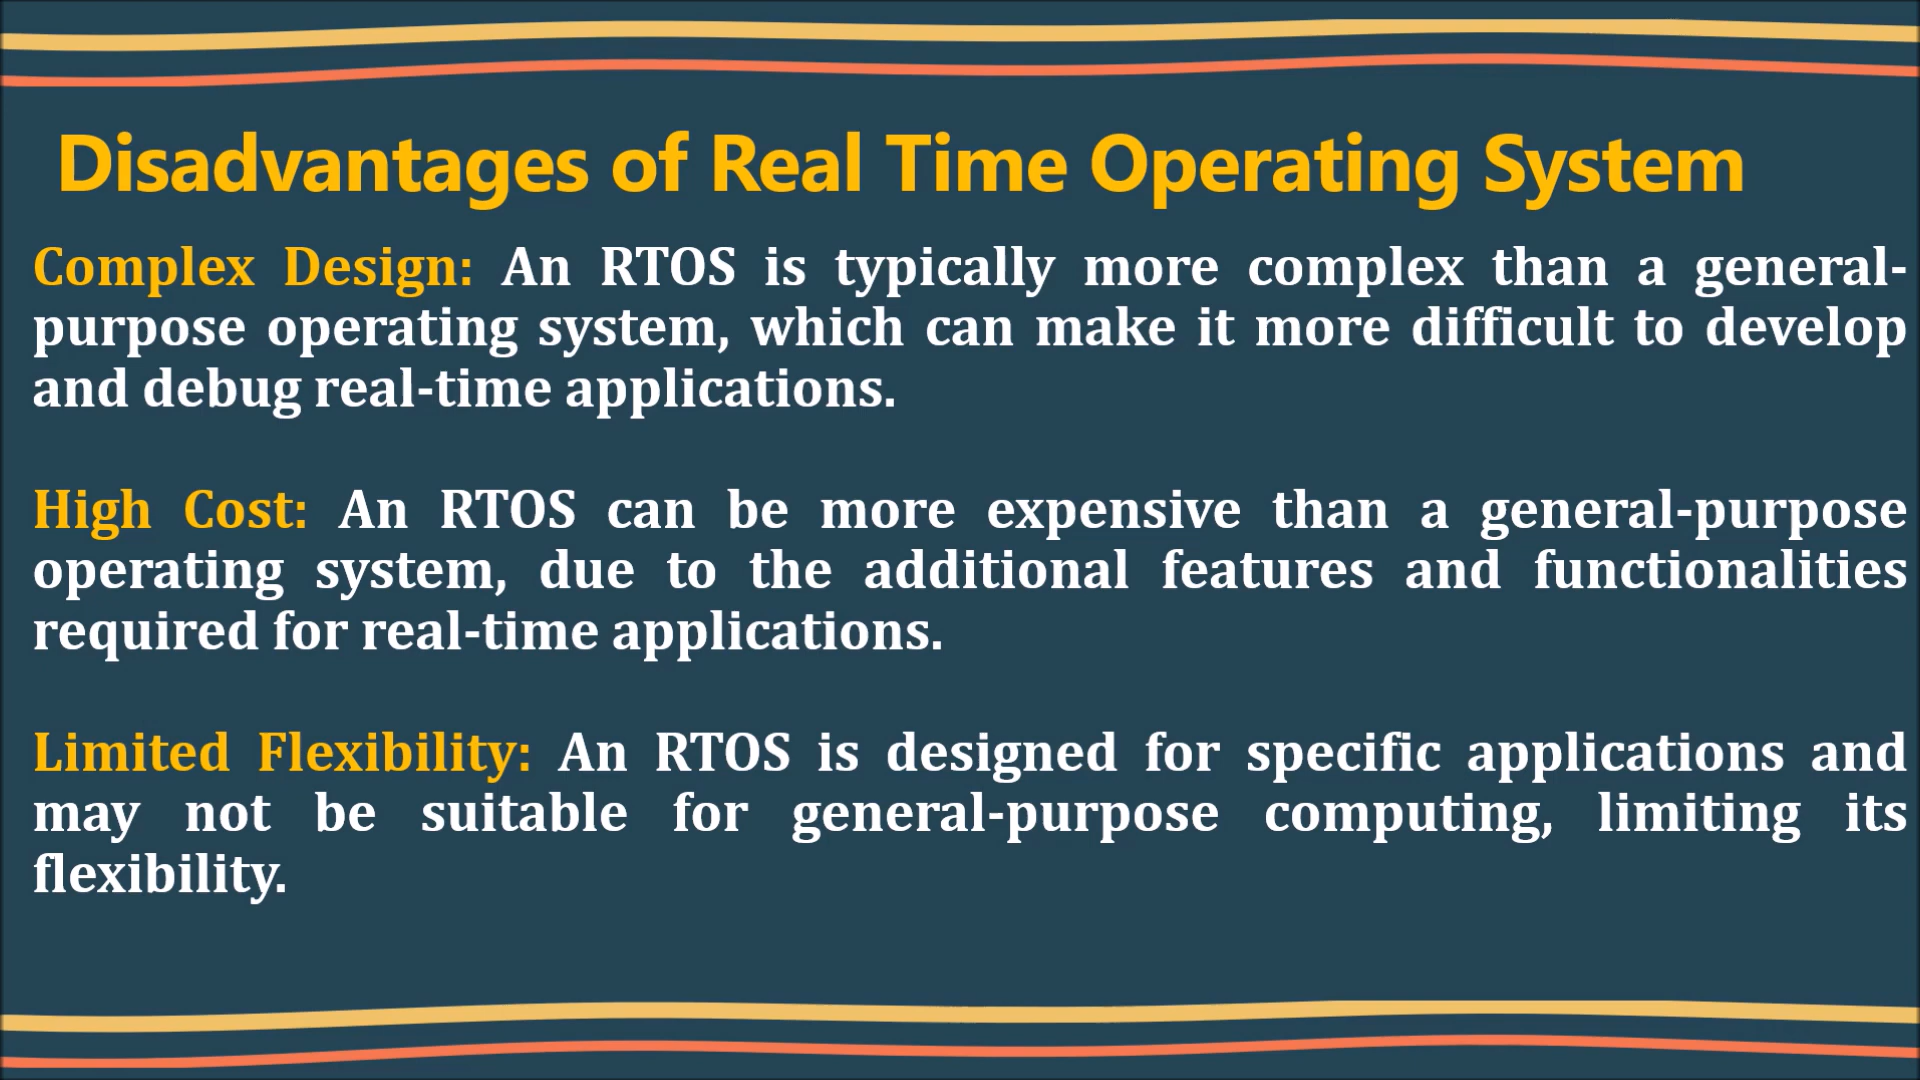 Disadvantages of Real Time Operating System
Complex Design: An RTOS is typically more complex than a general-
purpose operating system, which can make it more difficult to develop
and debug real-time applications.
High Cost: An RTOS can be more expensive than a general-purpose
operating system, due to the additional features and functionalities
required for real-time applications.
Limited Flexibility: An RTOS is designed for specific applications and
may not be suitable for general-purpose computing, limiting its
flexibility.